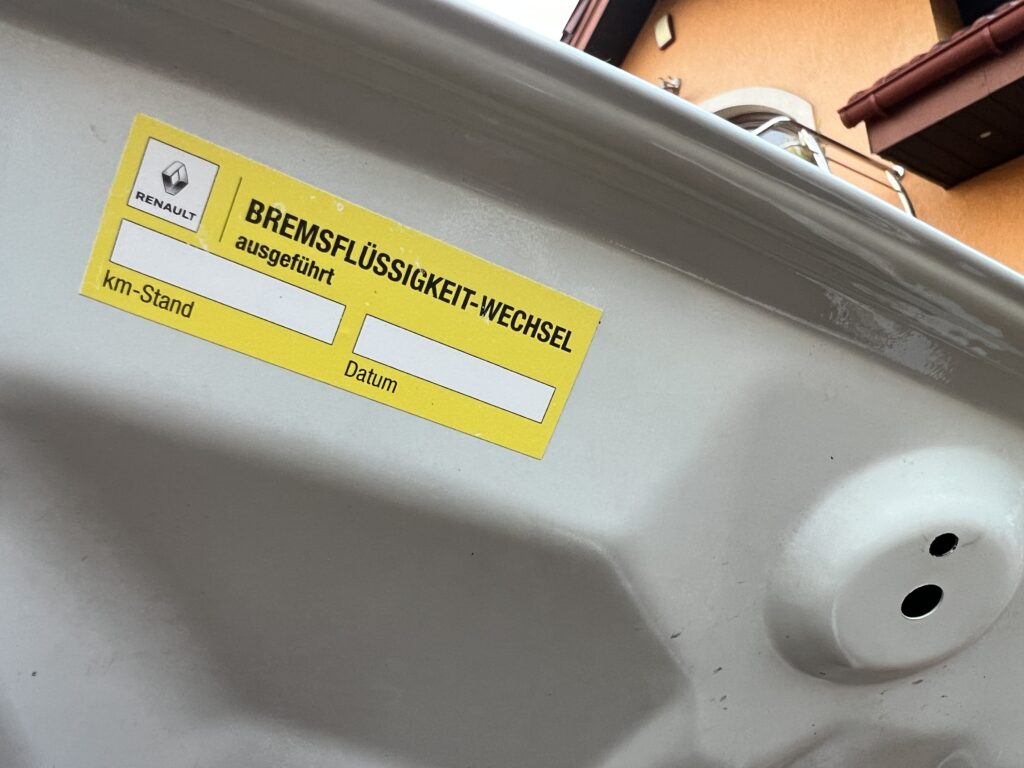 RENAULT
BREMSFLÜSSIGKEIT-WECHSEL
ausgeführt
km-Stand
Datum